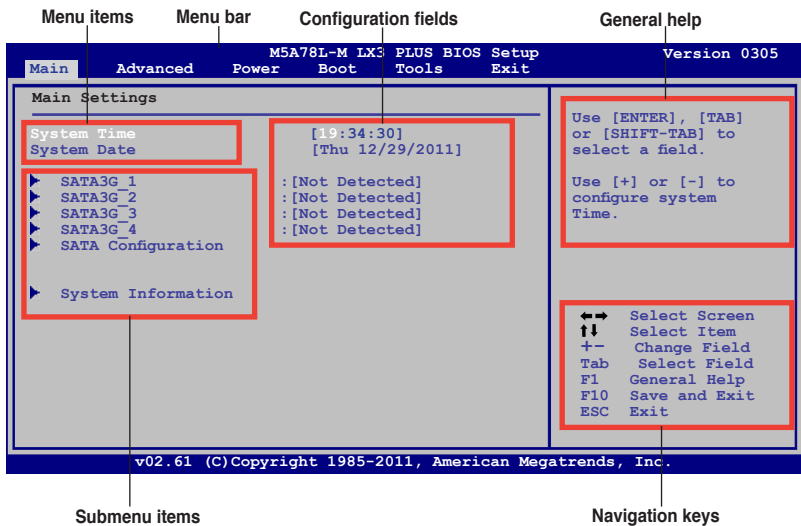 Menu items Menu bar Configuration fields General help
M5A78L-M LX3 PLUS BIOS Setup Version 0305
Main Advanced Power Boot Tools Exit
Main Settings
System Time [19:34:30]
System Date [Thu 12/29/2011]
SATA3G_1 :[Not Detected]
SATA3G_2 :[Not Detected]
SATA3G_3 :[Not Detected]
SATA3G_4 :[Not Detected]
SATA Configuration
System Information
Use [ENTER], [TAB]
or [SHIFT-TAB] to
select a field.
Use [+] or [-] to
configure system
Time.
←→ Select Screen
↑↓ Select Item
+- Change Field
Tab Select Field
F1 General Help
F10 Save and Exit
ESC Exit
v02.61 (C)Copyright 1985-2011, American Megatrends, Inc.
Submenu items Navigation keys